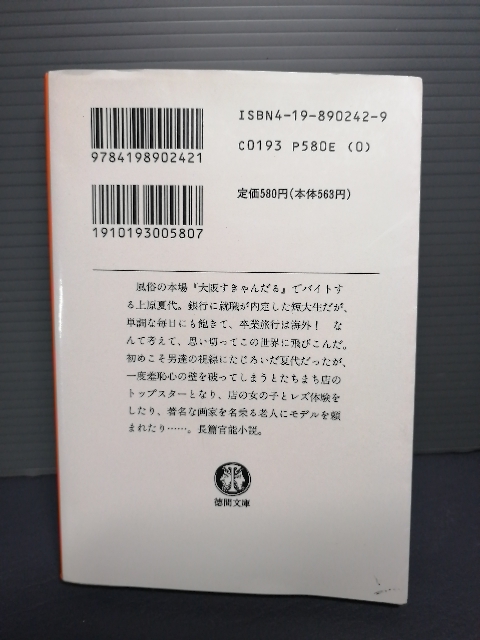 ISBN4-19-890242-9
C0193 P580E (0)
9784198902421
定価580円(本体563円)
1910193005807
風俗の本場『大阪すきゃんだる』でバイトす
る上原夏代。銀行に就職が内定した短大生だが、
単調な毎日にも飽きて、卒業旅行は海外！　な
んて考えて、思い切ってこの世界に飛びこんだ。
初めこそ男達の視線にたじろいだ夏代だったが、
一度羞恥心の壁を破ってしまうとたちまち店の
トップスターとなり、店の女の子とレズ体験を
したり、著名な画家を名乗る老人にモデルを頼
まれたり……。長篇官能小説。
徳間文庫